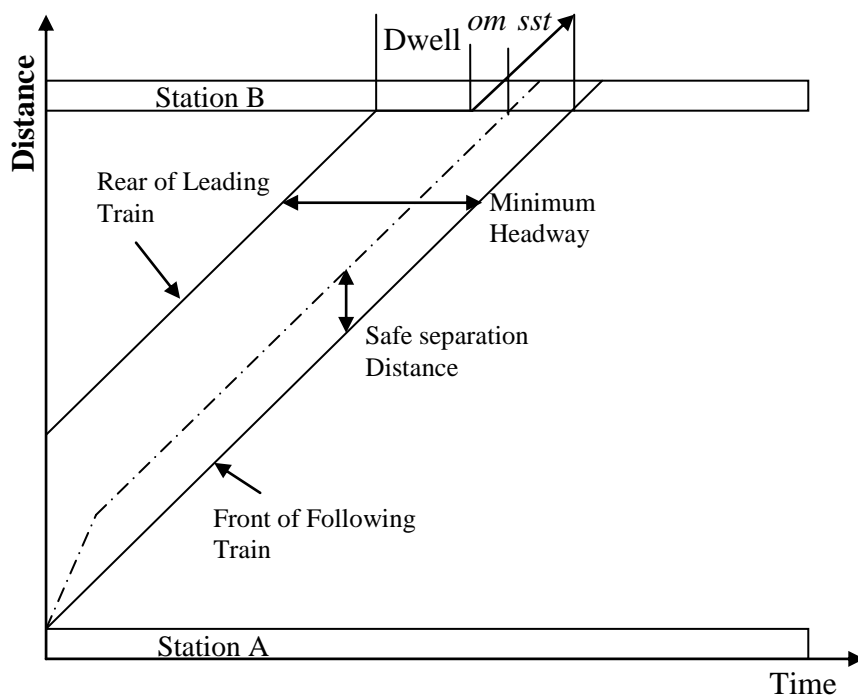 Dwell
om sst
Station B
Distance
Rear of Leading
Train
Minimum
Headway
Safe separation
Distance
Front of Following
Train
Station A
Time